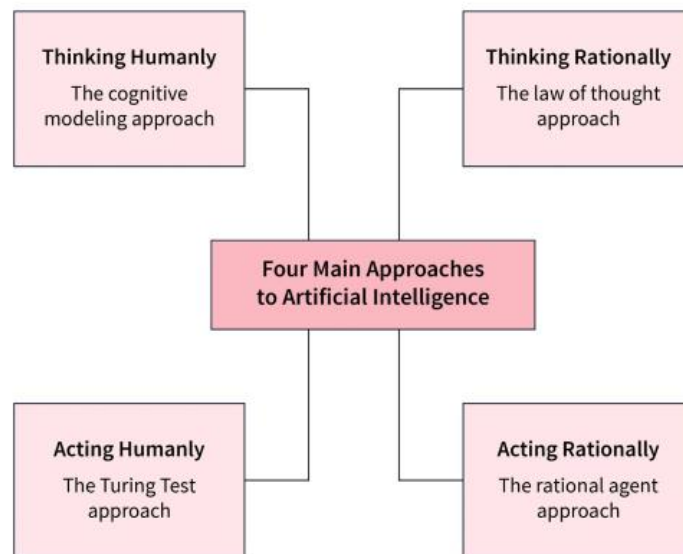 Thinking Humanly
The cognitive
modeling approach
Thinking Rationally
The law of thought
approach
Four Main Approaches
to Artificial Intelligence
Acting Humanly
The Turing Test
approach
Acting Rationally
The rational agent
approach